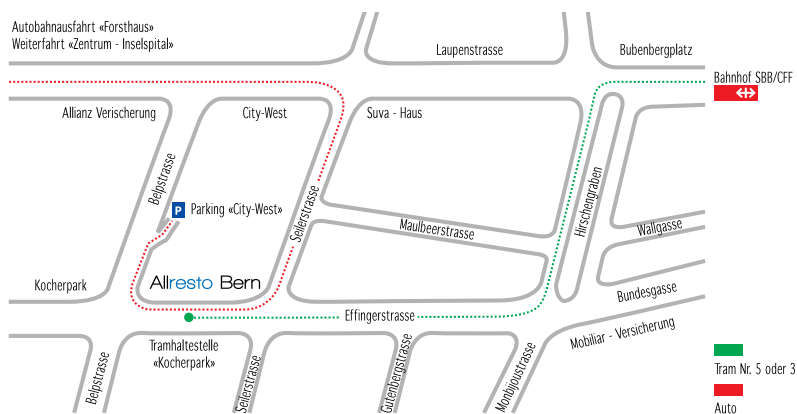 Autobahnausfahrt «Forsthaus»
Weiterfahrt «Zentrum - Inselspital»
Laupenstrasse
Bubenbergplatz
Bahnhof SBB/CFF
Allianz Verischerung
City-West
Suva - Haus
Belpstrasse
P
Parking «City-West»
Seilerstrasse
Maulbeerstrasse
Hirschengraben
Wallgasse
Kocherpark
Allresto Bern
Bundesgasse
Effingerstrasse
Mobiliar - Versicherung
Tramhaltestelle
«Kocherpark»
Belpstrasse
Seilerstrasse
Gutenbergstrasse
Monbijoustrasse
Tram Nr. 5 oder 3
Auto